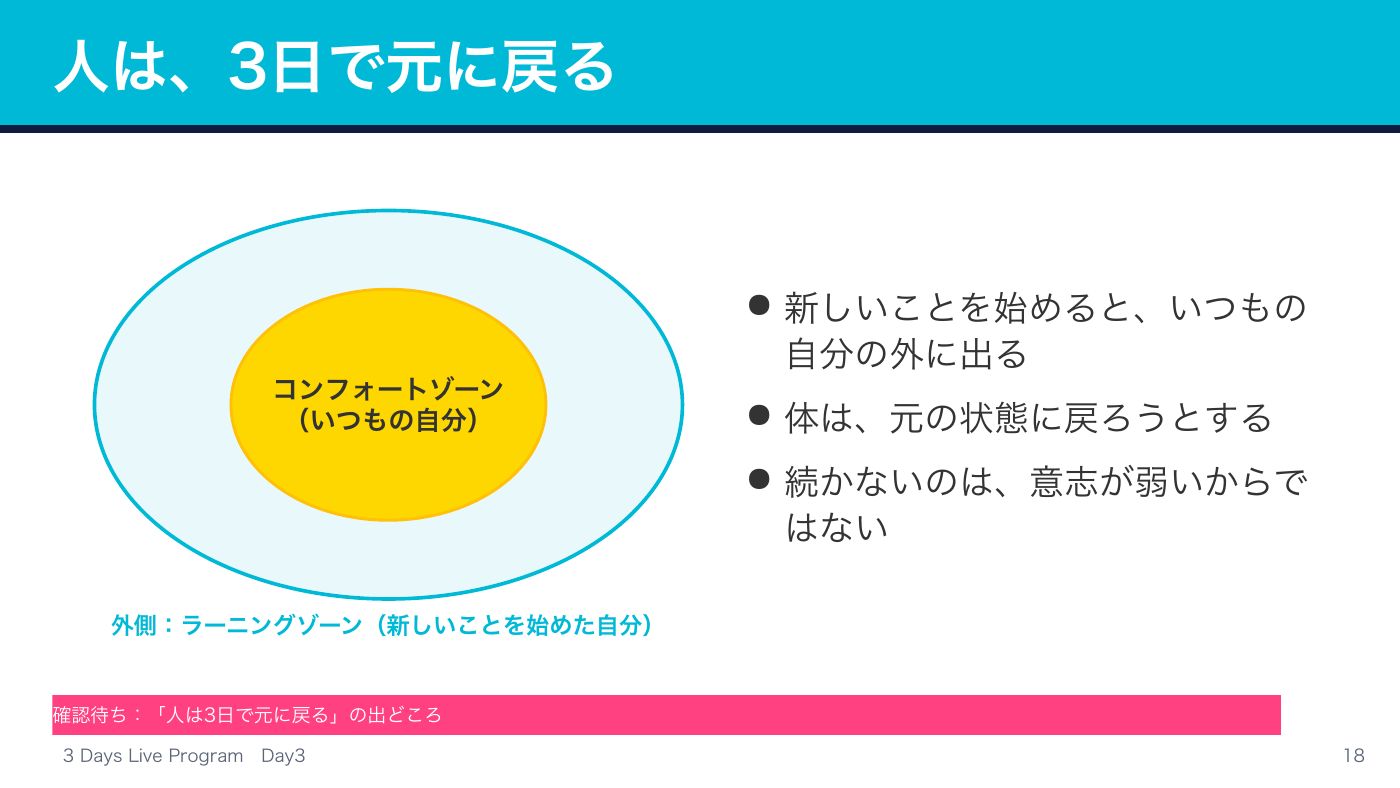 人は、3日で元に戻る
コンフォートゾーン
（いつもの自分）
外側：ラーニングゾーン（新しいことを始めた自分）
● 新しいことを始めると、いつもの
自分の外に出る
● 体は、元の状態に戻ろうとする
● 続かないのは、意志が弱いからで
はない
確認待ち：「人は3日で元に戻る」の出どころ
3 Days Live Program　Day3
18